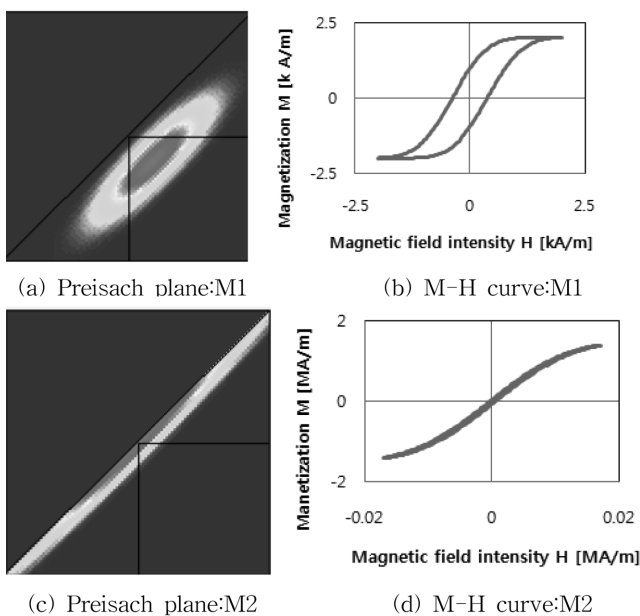 2.5
0
-2.5
-2.5
0
2.5
Magnetization M [k A/m]
Magnetic field intensity H [kA/m]
(a) Preisach plane:M1
(b) M-H curve:M1
2
0
-2
-0.02
0
0.02
Manetization M [MA/m]
Magnetic field intensity H [MA/m]
(c) Preisach plane:M2
(d) M-H curve:M2